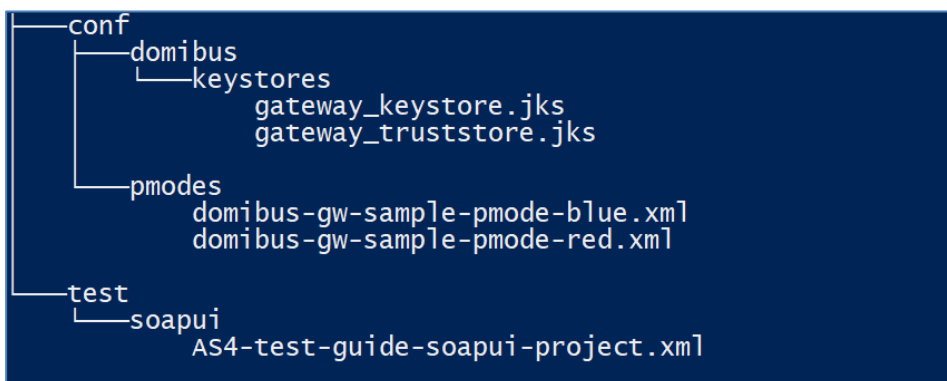 conf
domibus
keystores
gateway_keystore.jks
gateway_truststore.jks
pmodes
domibus-gw-sample-pmode-blue.xml
domibus-gw-sample-pmode-red.xml
test
soapui
AS4-test-guide-soapui-project.xml